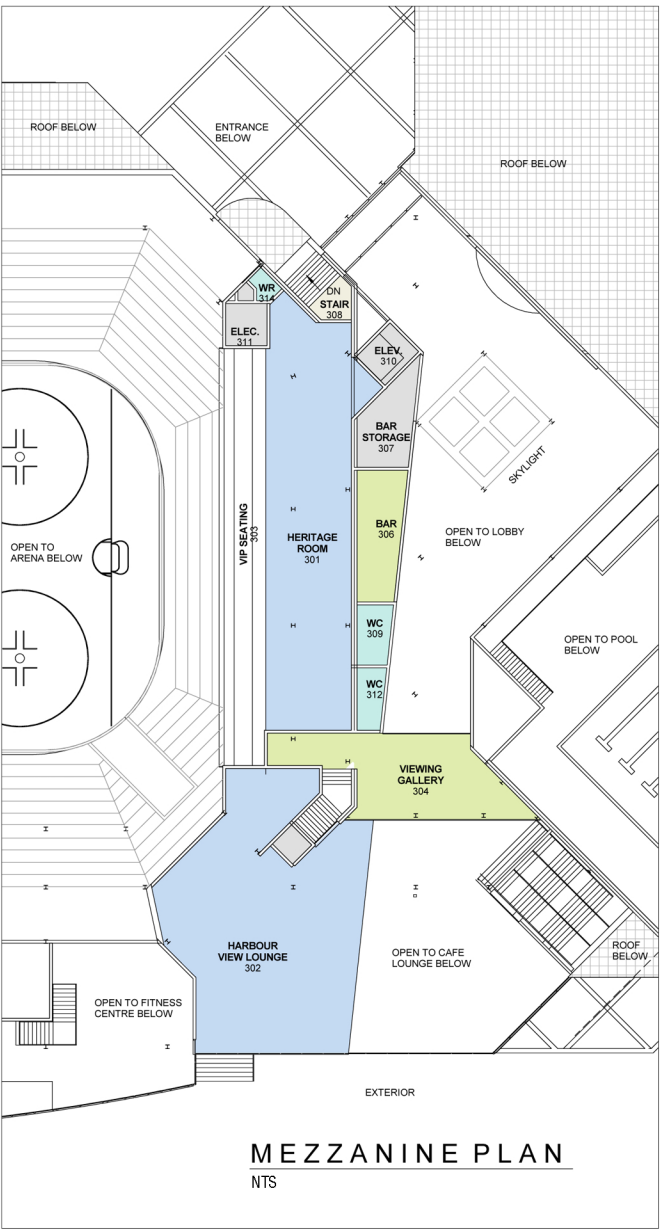 ROOF BELOW
ENTRANCE
BELOW
ROOF BELOW
WR
314
DN
STAIR
308
ELEC.
311
ELEV.
310
BAR
STORAGE
307
SKYLIGHT
VIP SEATING
303
BAR
306
HERITAGE
ROOM
301
OPEN TO LOBBY
BELOW
OPEN TO
ARENA BELOW
WC
309
OPEN TO POOL
BELOW
WC
312
VIEWING
GALLERY
304
HARBOUR
VIEW LOUNGE
302
OPEN TO CAFE
LOUNGE BELOW
ROOF
BELOW
OPEN TO FITNESS
CENTRE BELOW
EXTERIOR
MEZZANINE PLAN
NTS